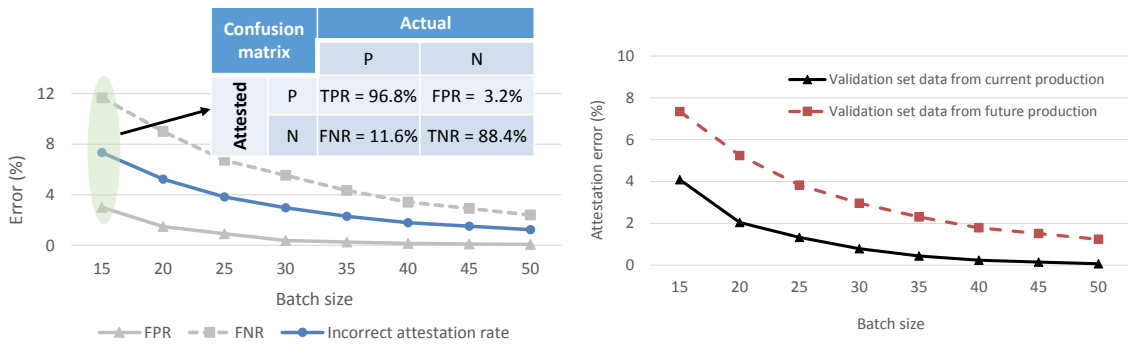 Confusion
matrix
Actual
P
N
Attested
P
TPR = 96.8%
FPR = 3.2%
N
FNR = 11.6%
TNR = 88.4%
Error (%)
12
8
4
0
15
20
25
30
35
40
45
50
Batch size
FPR
FNR
Incorrect attestation rate
Attestation error (%)
10
8
6
4
2
0
Validation set data from current production
Validation set data from future production
15
20
25
30
35
40
45
50
Batch size